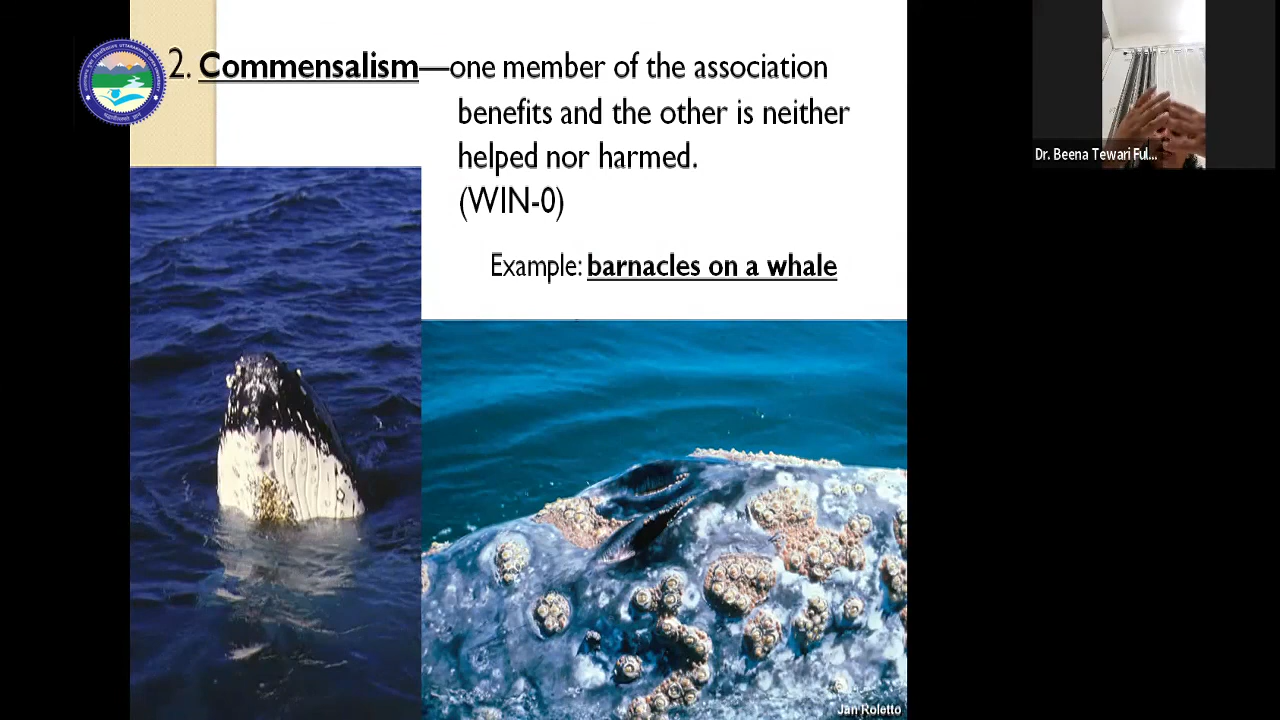 2. Commensalism—one member of the association
benefits and the other is neither
helped nor harmed.
(WIN-0)
Example: barnacles on a whale
Dr. Beena Tewari Ful...
Jan Roletto